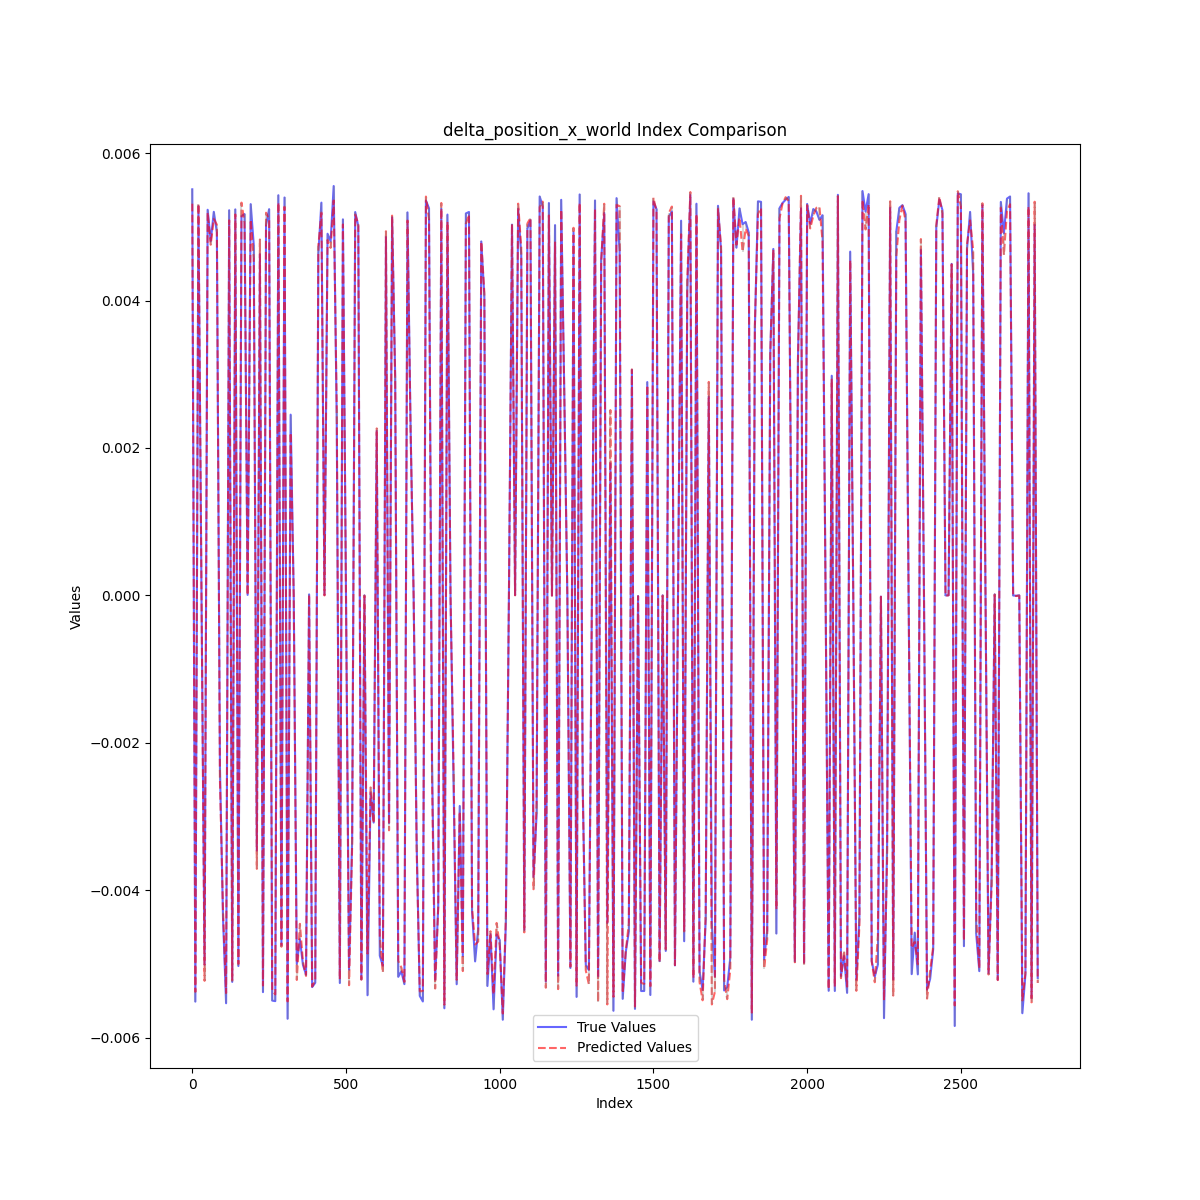 delta_position_x_world Index Comparison
0.006
0.004
0.002
0.000
−0.002
−0.004
−0.006
Values
True Values
Predicted Values
0 500 1000 1500 2000 2500
Index